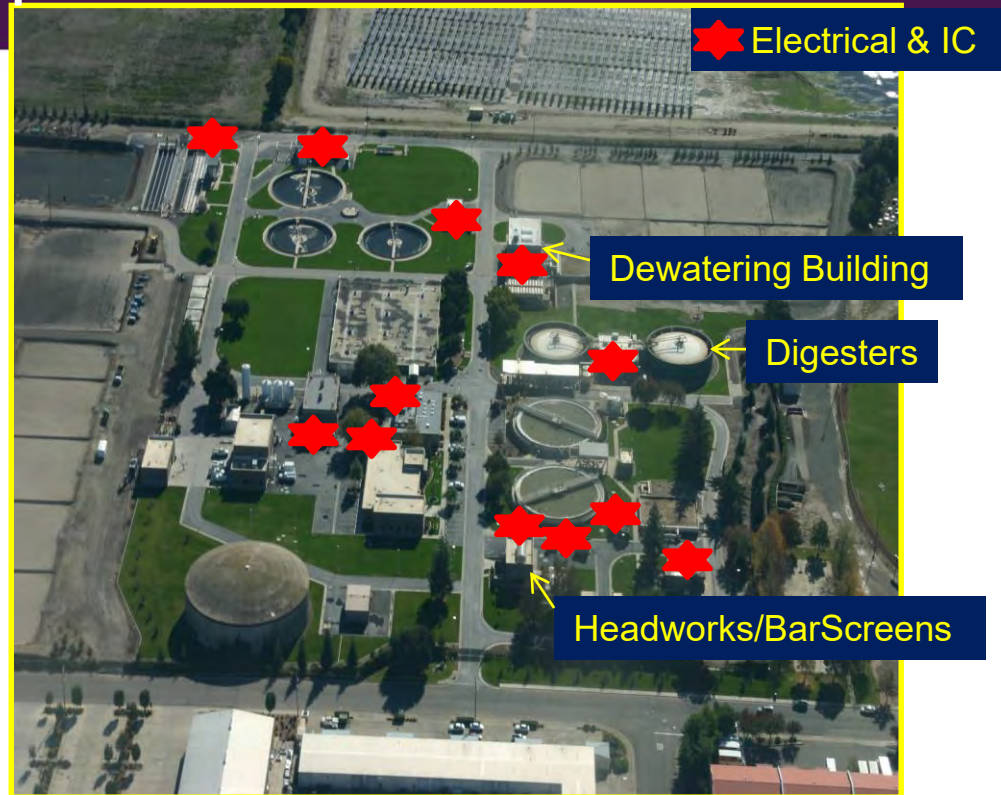 Electrical & IC
Dewatering Building
Digesters
Headworks/BarScreens